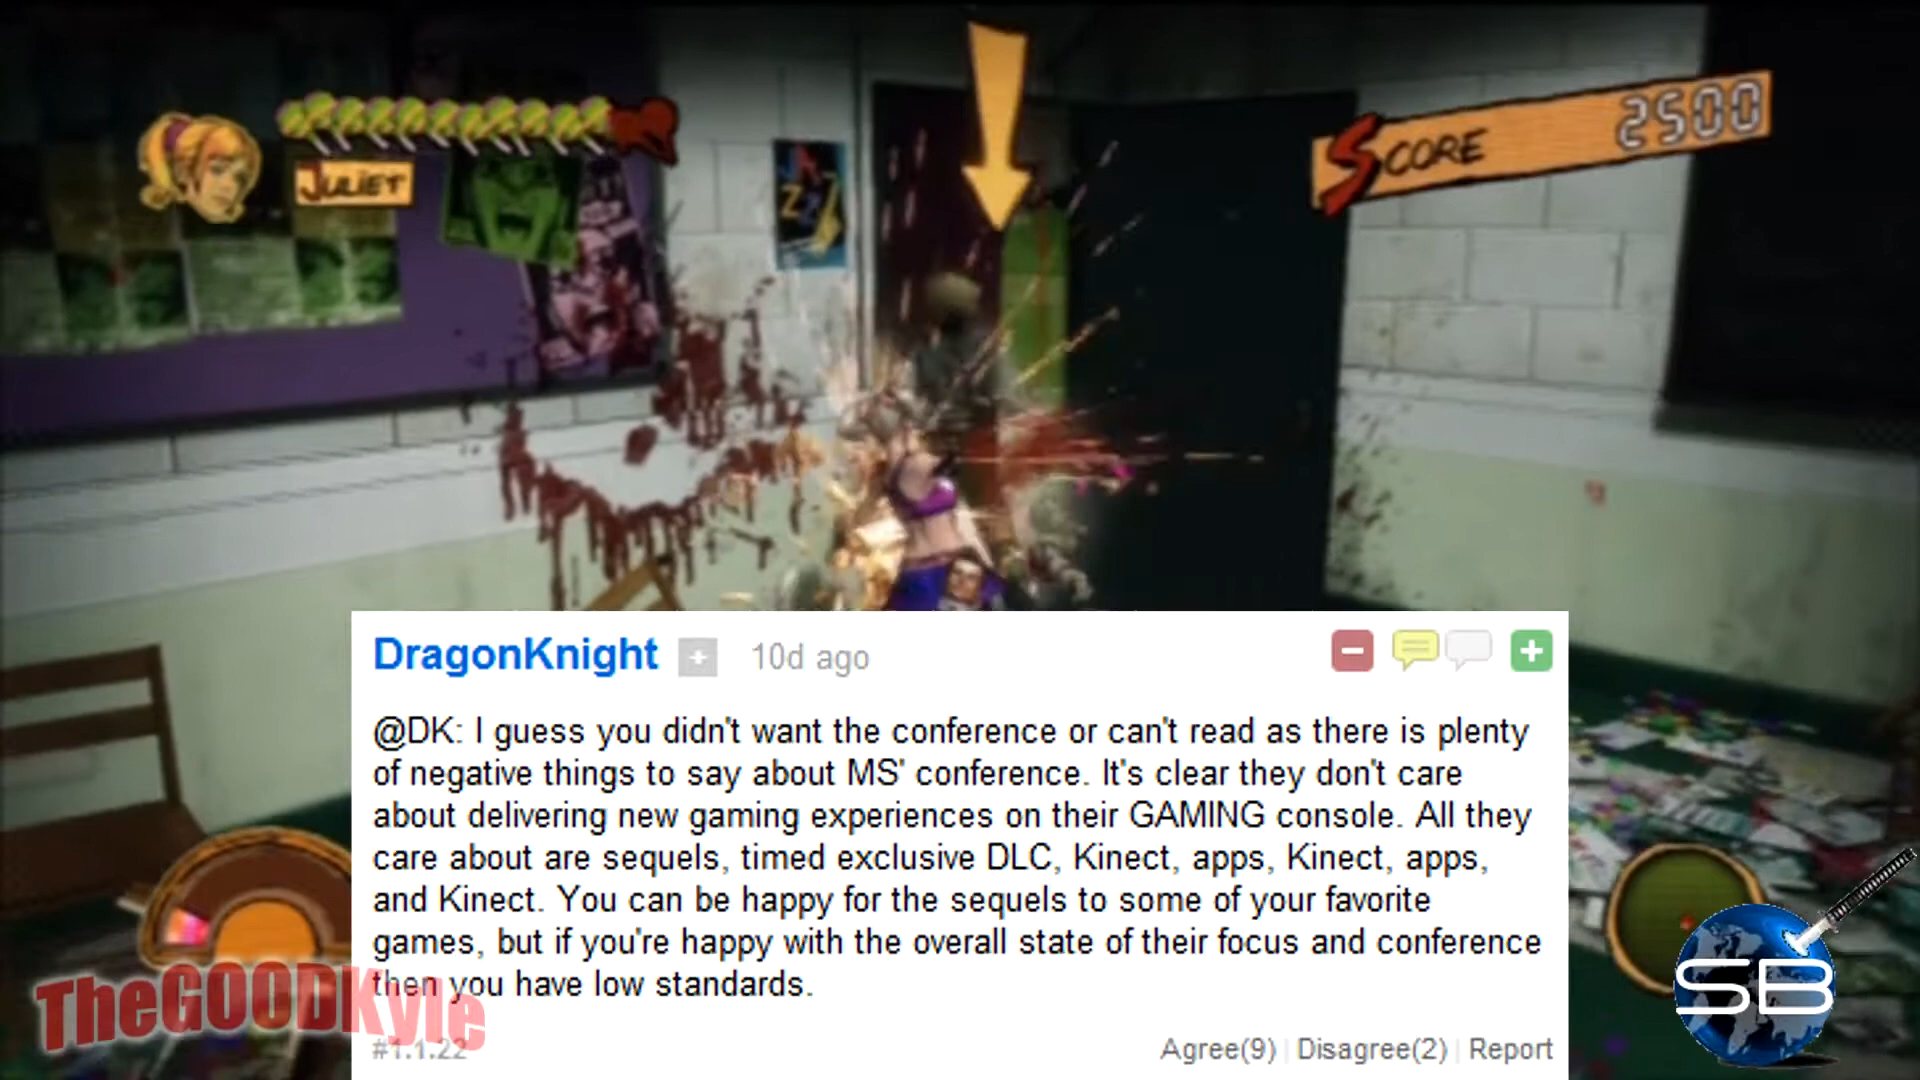 JULIET
SCORE 2500
DragonKnight + 10d ago
@DK: I guess you didn't want the conference or can't read as there is plenty
of negative things to say about MS' conference. It's clear they don't care
about delivering new gaming experiences on their GAMING console. All they
care about are sequels, timed exclusive DLC, Kinect, apps, Kinect, apps,
and Kinect. You can be happy for the sequels to some of your favorite
games, but if you're happy with the overall state of their focus and conference
then you have low standards.
#1.1.22
Agree(9) | Disagree(2) | Report
TheGOODKyle
SB